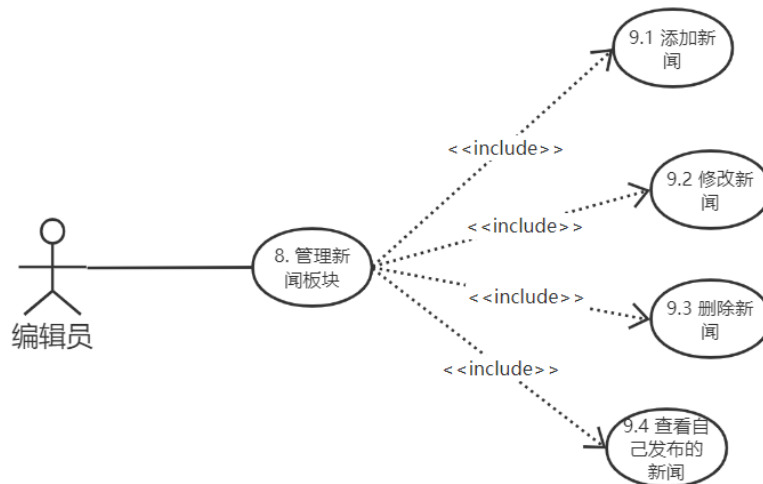 9.1 添加新
闻
<<include>>
9.2 修改新
闻
<<include>>
8. 管理新
闻板块
<<include>>
9.3 删除新
闻
编辑员
<<include>>
9.4 查看自
己发布的
新闻